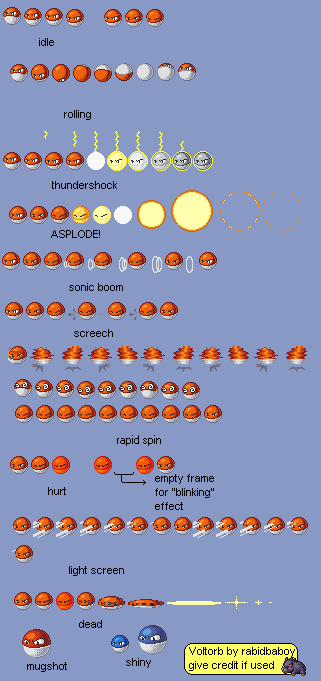 idle
rolling
thundershock
ASPLODE!
sonic boom
screech
rapid spin
hurt
empty frame
for "blinking"
effect
light screen
dead
mugshot
shiny
Voltorb by rabidbaboy
give credit if used